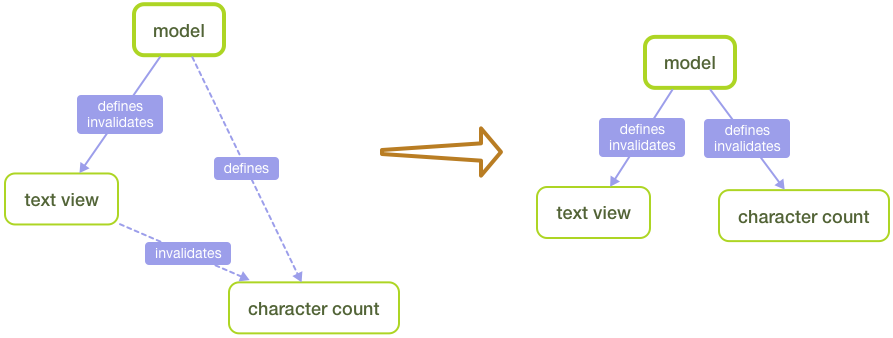 model
defines
invalidates
defines
text view
invalidates
character count
model
defines
invalidates
defines
invalidates
text view
character count